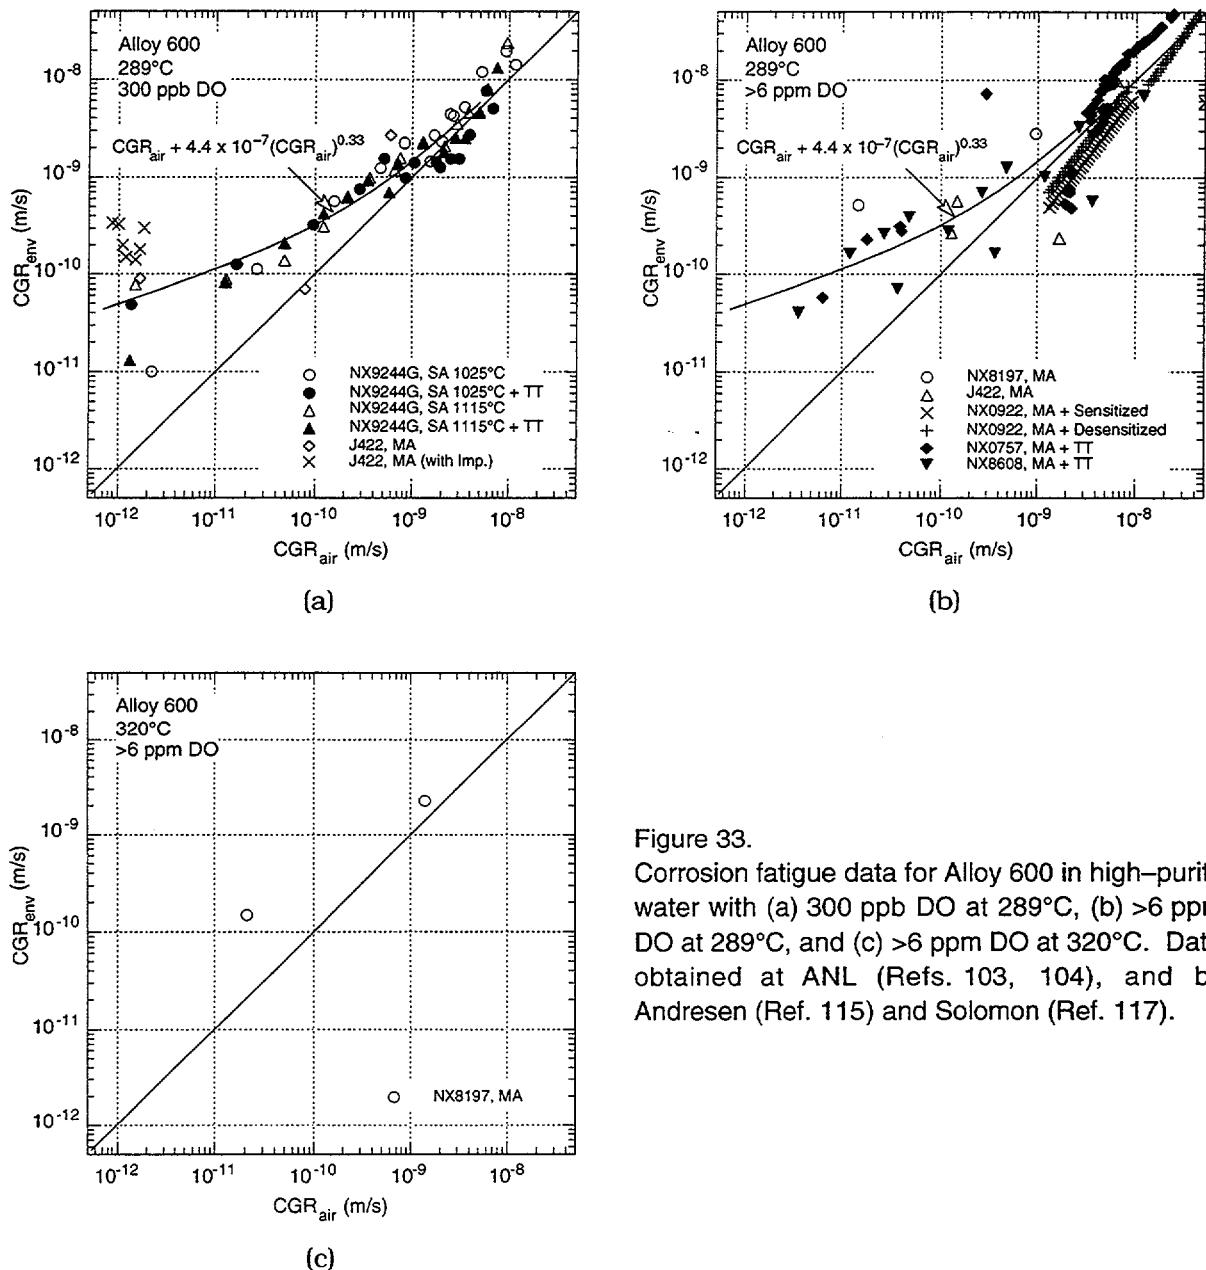 Alloy 600
289°C
300 ppb DO
CGR_air + 4.4 x 10^–7(CGR_air)^0.33
10^-8
10^-9
10^-10
10^-11
10^-12
CGR_env (m/s)
NX9244G, SA 1025°C
NX9244G, SA 1025°C + TT
NX9244G, SA 1115°C
NX9244G, SA 1115°C + TT
J422, MA
J422, MA (with Imp.)
10^-12 10^-11 10^-10 10^-9 10^-8
CGR_air (m/s)
(a)
Alloy 600
289°C
>6 ppm DO
CGR_air + 4.4 x 10^–7(CGR_air)^0.33
10^-8
10^-9
10^-10
10^-11
10^-12
CGR_env (m/s)
NX8197, MA
J422, MA
NX0922, MA + Sensitized
NX0922, MA + Desensitized
NX0757, MA + TT
NX8608, MA + TT
10^-12 10^-11 10^-10 10^-9 10^-8
CGR_air (m/s)
(b)
Alloy 600
320°C
>6 ppm DO
10^-8
10^-9
10^-10
10^-11
10^-12
CGR_env (m/s)
NX8197, MA
10^-12 10^-11 10^-10 10^-9 10^-8
CGR_air (m/s)
(c)
Figure 33.
Corrosion fatigue data for Alloy 600 in high–purit
water with (a) 300 ppb DO at 289°C, (b) >6 ppm
DO at 289°C, and (c) >6 ppm DO at 320°C. Dat
obtained at ANL (Refs. 103, 104), and b
Andresen (Ref. 115) and Solomon (Ref. 117).